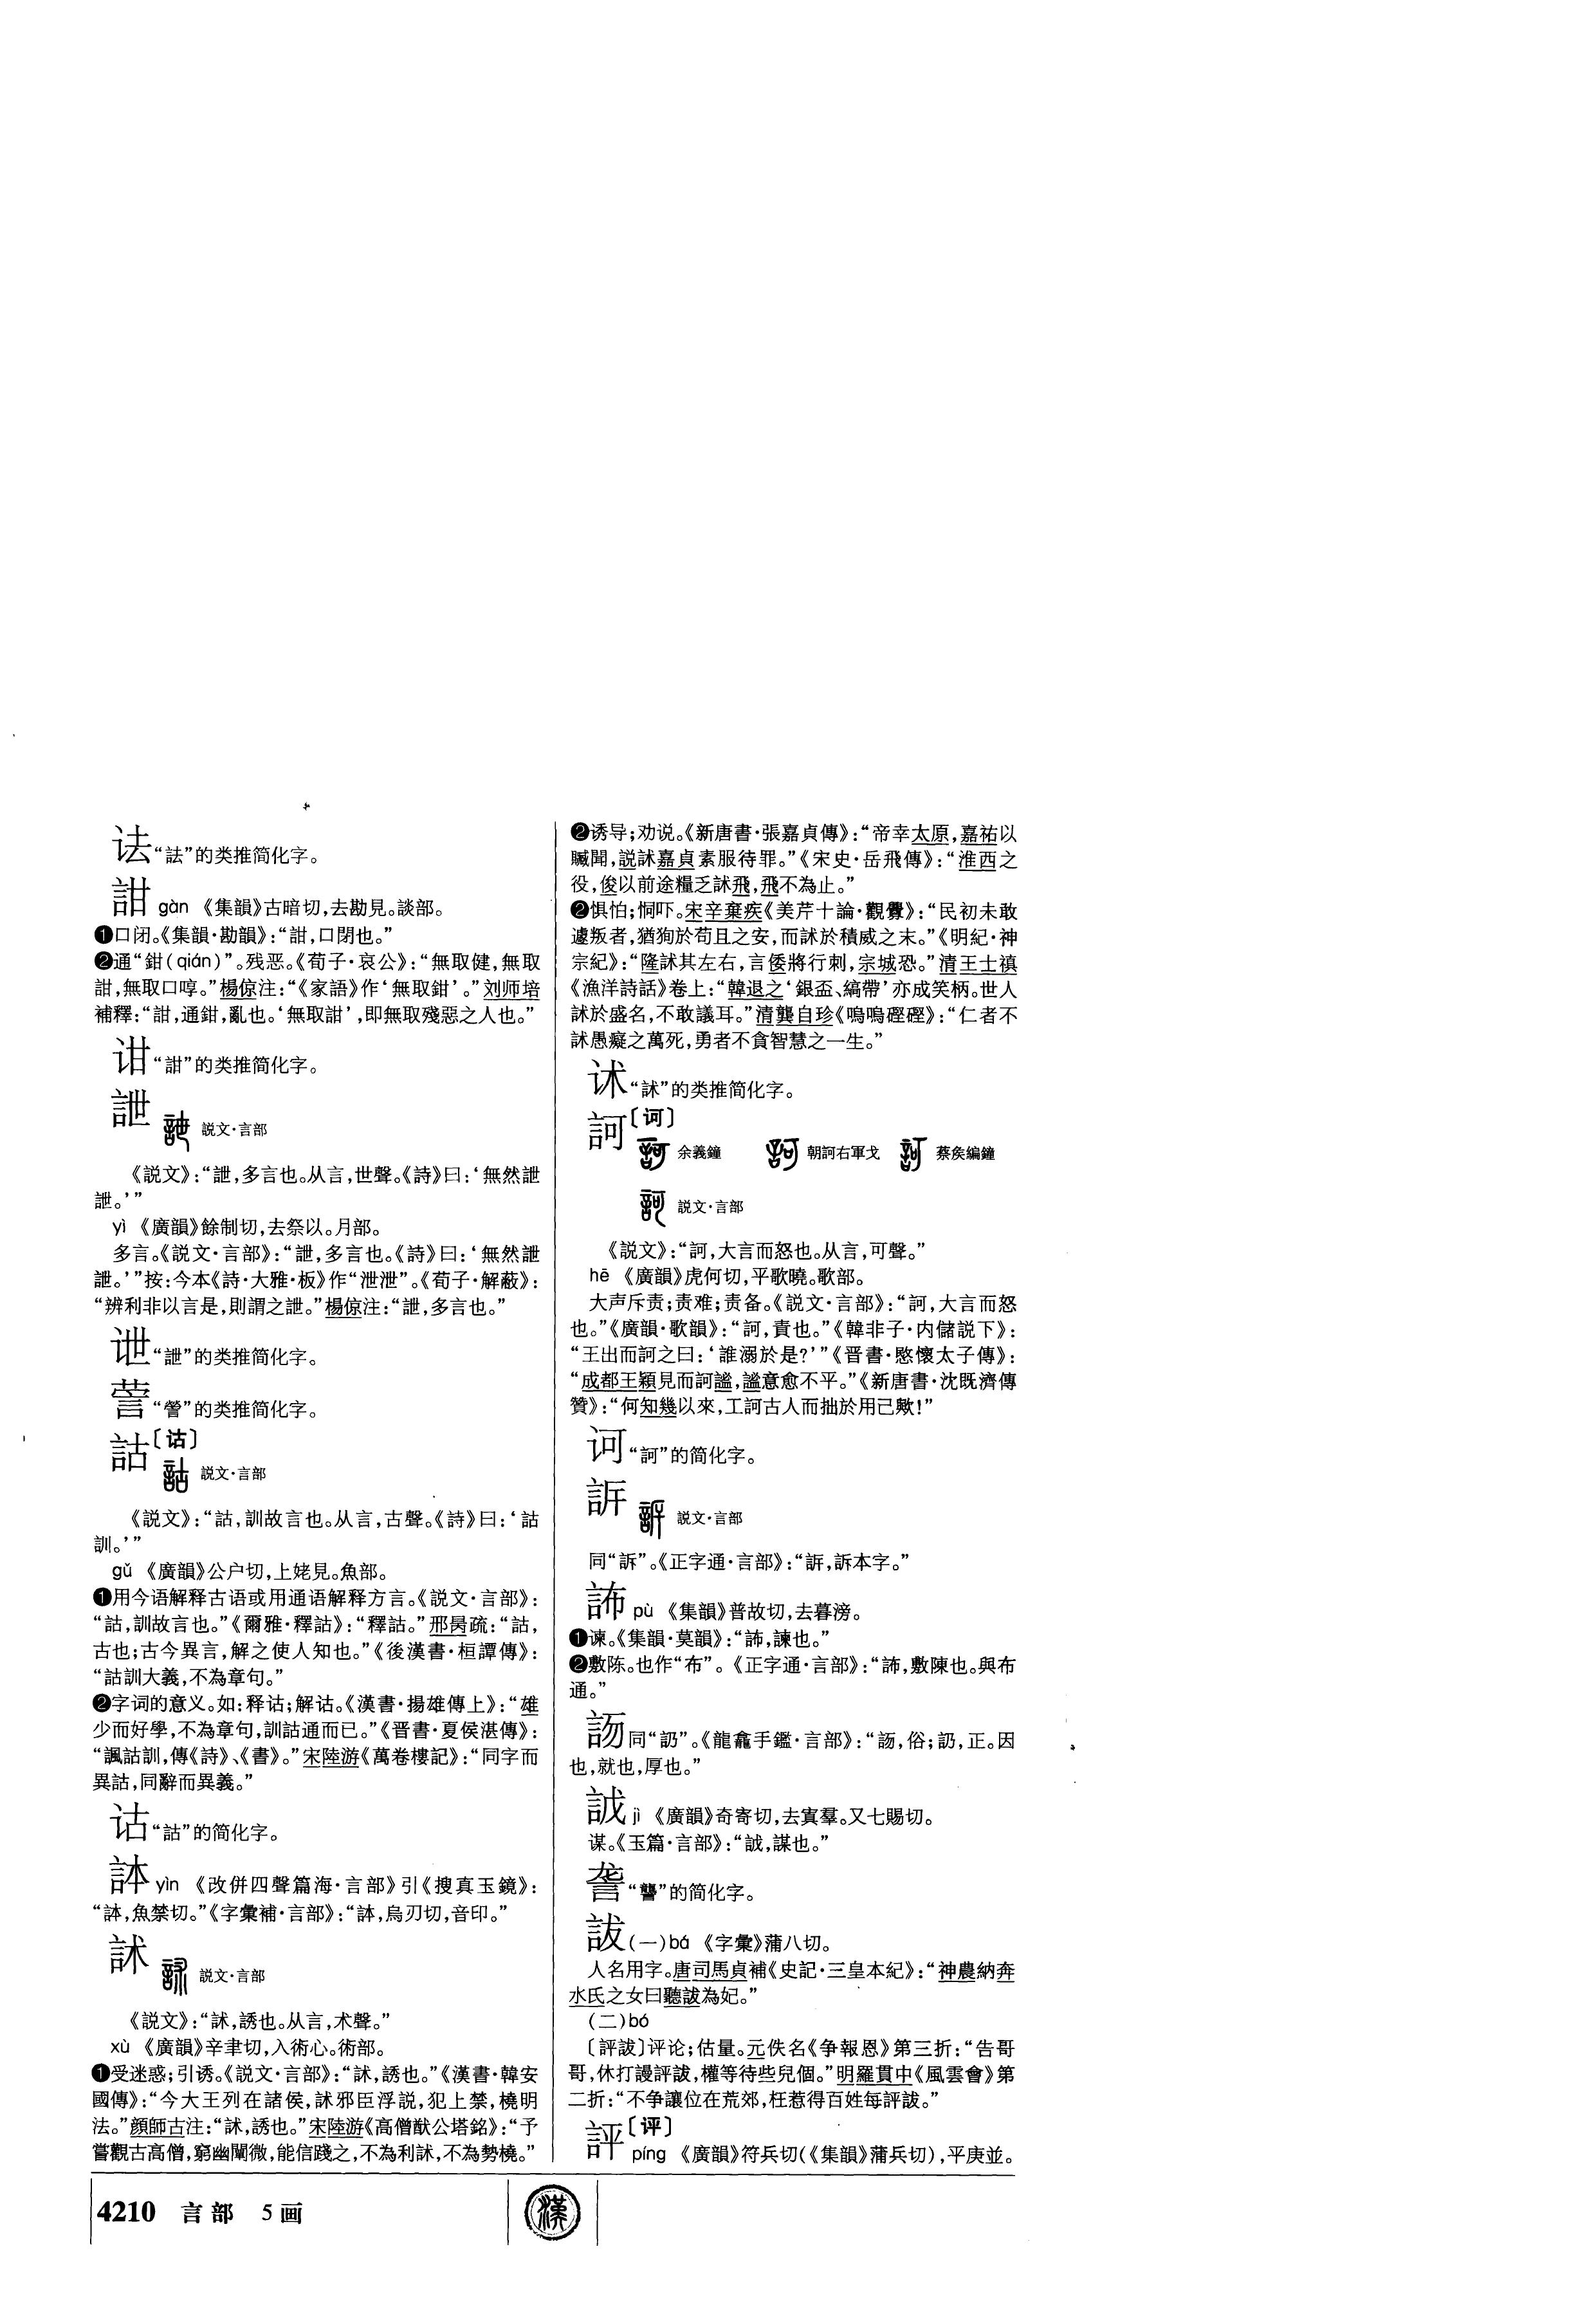 𫍙“詓”的类推简化字。
詌 gàn 《集韻》古暗切,去勘見。談部。
❶口闭。《集韻·勘韻》:“詌,口閉也。”
❷通“鉗(qián)”。残恶。《荀子·哀公》:“無取健,無取
詌,無取口啍。”楊倞注:“《家語》作‘無取鉗’。”刘师培
補釋:“詌,通鉗,亂也。‘無取詌’,即無取殘惡之人也。”
“詌”的类推简化字。
詍 説文·言部
《説文》:“詍,多言也。从言,世聲。《詩》曰:‘無然詍
詍。’”
yì 《廣韻》餘制切,去祭以。月部。
多言。《説文·言部》:“詍,多言也。《詩》曰:‘無然詍
詍。’”按:今本《詩·大雅·板》作“泄泄”。《荀子·解蔽》:
“辨利非以言是,則謂之詍。”楊倞注:“詍,多言也。”
“詍”的类推简化字。
“謍”的类推简化字。
詁〔诂〕
説文·言部
《説文》:“詁,訓故言也。从言,古聲。《詩》曰:‘詁
訓。’”
gǔ 《廣韻》公户切,上姥見。魚部。
❶用今语解释古语或用通语解释方言。《説文·言部》:
“詁,訓故言也。”《爾雅·釋詁》:“釋詁。”邢昺疏:“詁,
古也;古今異言,解之使人知也。”《後漢書·桓譚傳》:
“詁訓大義,不為章句。”
❷字词的意义。如:释诂;解诂。《漢書·揚雄傳上》:“雄
少而好學,不為章句,訓詁通而已。”《晋書·夏侯湛傳》:
“諷詁訓,傳《詩》、《書》。”宋陸游《萬卷樓記》:“同字而
異詁,同辭而異義。”
诂“詁”的简化字。
yìn 《改併四聲篇海·言部》引《搜真玉鏡》:
魚禁切。”《字彙補·言部》:烏刃切,音印。”
訹 説文·言部
《説文》:“訹,誘也。从言,术聲。”
xù 《廣韻》辛聿切,入術心。術部。
❶受迷惑;引诱。《説文·言部》:“訹,誘也。”《漢書·韓安
國傳》:“今大王列在諸侯,訹邪臣浮説,犯上禁,橈明
法。”顔師古注:“訹,誘也。”宋陸游《高僧猷公塔銘》:“予
嘗觀古高僧,窮幽闡微,能信踐之,不為利訹,不為勢橈。”
❷诱导;劝说。《新唐書·張嘉貞傳》:“帝幸太原,嘉祐以
贓聞,説訹嘉貞素服待罪。”《宋史·岳飛傳》:“淮西之
役,俊以前途糧乏訹飛,飛不為止。”
❷惧怕;恫吓。宋辛棄疾《美芹十論·觀釁》:“民初未敢
遽叛者,猶狥於苟且之安,而訹於積威之末。”《明紀·神
宗紀》:“隆訹其左右,言倭將行刺,宗城恐。”清王士禛
《漁洋詩話》卷上:“韓退之‘銀盃、縞帶’亦成笑柄。世人
訹於盛名,不敢議耳。”清龔自珍《嗚嗚硜硜》:“仁者不
訹愚癡之萬死,勇者不貪智慧之一生。”
“訹”的类推简化字。
訶〔诃〕
余義鐘 朝訶右軍戈 蔡矦編鐘
説文·言部
《説文》:“訶,大言而怒也。从言,可聲。”
hē 《廣韻》虎何切,平歌曉。歌部。
大声斥责;责难;责备。《説文·言部》:“訶,大言而怒
也。”《廣韻·歌韻》:“訶,責也。”《韓非子·内儲説下》:
“王出而訶之曰:‘誰溺於是?’”《晋書·愍懷太子傳》:
“成都王穎見而訶謐,謐意愈不平。”《新唐書·沈既濟傳
贊》:“何知幾以來,工訶古人而拙於用已歟!”
诃“訶”的简化字。
説文·言部
同“訴”。《正字通·言部》:訴本字。”
誧 pù 《集韻》普故切,去暮滂。
❶谏。《集韻·莫韻》:諫也。”
❷敷陈。也作“布”。《正字通·言部》:敷陳也。與布
通。”
同“訒”。《龍龕手鑑·言部》:俗;正。因
也,就也,厚也。”
jì 《廣韻》奇寄切,去寘羣。又七賜切。
谋。《玉篇·言部》:謀也。”
詟“讋”的简化字。
詙(一)bá 《字彙》蒲八切。
人名用字。唐司馬貞補《史記·三皇本紀》:“神農納奔
水氏之女曰聽詙為妃。”
(二)bó
〔評詙〕评论;估量。元佚名《争報恩》第三折:“告哥
哥,休打謾評詙,權等待些兒個。”明羅貫中《風雲會》第
二折:“不争讓位在荒郊,枉惹得百姓每評詙。”
評〔评〕
píng 《廣韻》符兵切(《集韻》蒲兵切),平庚並。
4210 言部 5画
漢